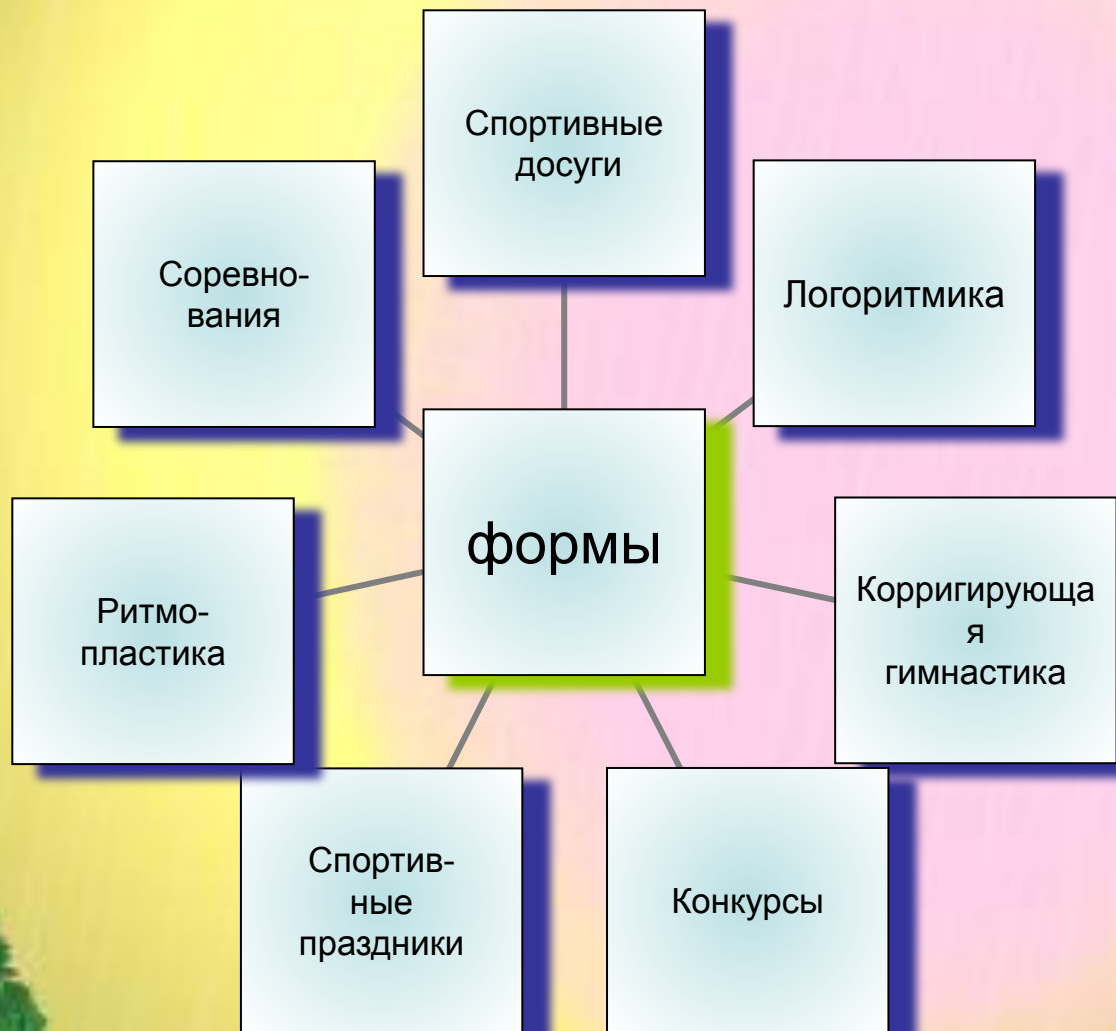 Спортивные
досуги
Соревно-
вания
Логоритмика
формы
Ритмо-
пластика
Корригирующа
я
гимнастика
Спортив-
ные
праздники
Конкурсы